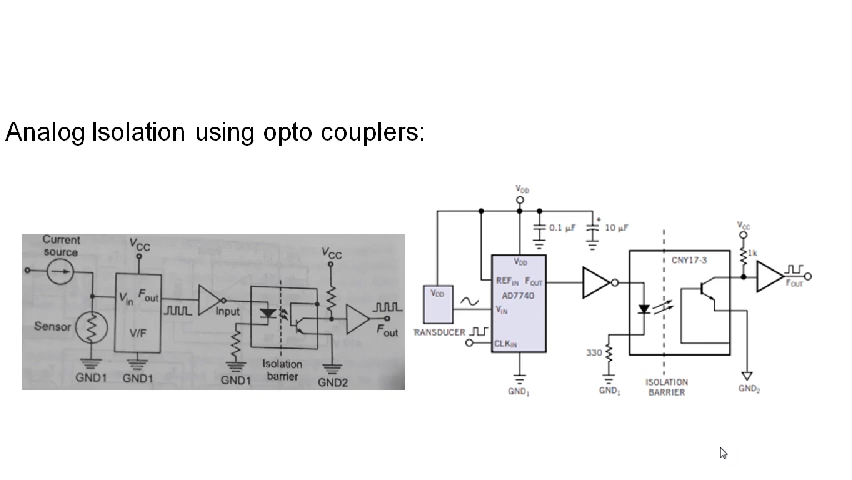 Analog Isolation using opto couplers:
Current
source
VCC
VCC
Vin Fout
Input
Fout
Sensor
V/F
Isolation
barrier
GND1
GND1
GND1
GND2
VDD
0.1 µF
+
10 µF
VDD
VDD
REFIN FOUT
AD7740
VIN
CLKIN
RANSDUCER
GND1
330
GND1
CNY17-3
VCC
1k
FOUT
ISOLATION
BARRIER
GND2